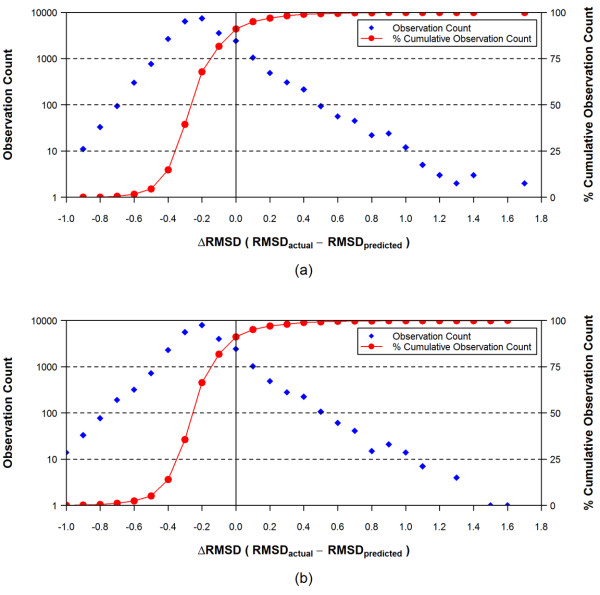 10000
1000
100
10
1
100
75
50
25
0
Observation Count
% Cumulative Observation Count
Observation Count
% Cumulative Observation Count
-1.0 -0.8 -0.6 -0.4 -0.2 0.0 0.2 0.4 0.6 0.8 1.0 1.2 1.4 1.6 1.8
ΔRMSD ( RMSDactual – RMSDpredicted )
(a)
10000
1000
100
10
1
100
75
50
25
0
Observation Count
% Cumulative Observation Count
Observation Count
% Cumulative Observation Count
-1.0 -0.8 -0.6 -0.4 -0.2 0.0 0.2 0.4 0.6 0.8 1.0 1.2 1.4 1.6 1.8
ΔRMSD ( RMSDactual – RMSDpredicted )
(b)